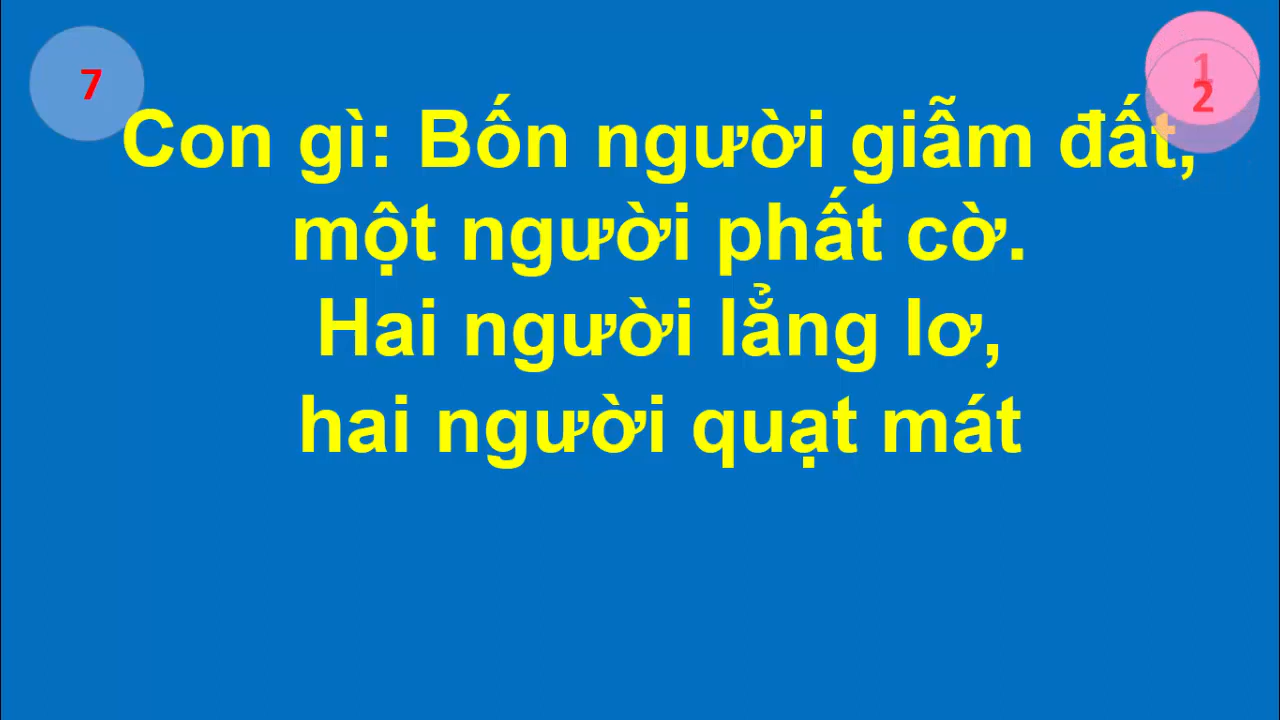 7
1
2
Con gì: Bốn người giẫm đất,
một người phất cờ.
Hai người lẳng lơ,
hai người quạt mát